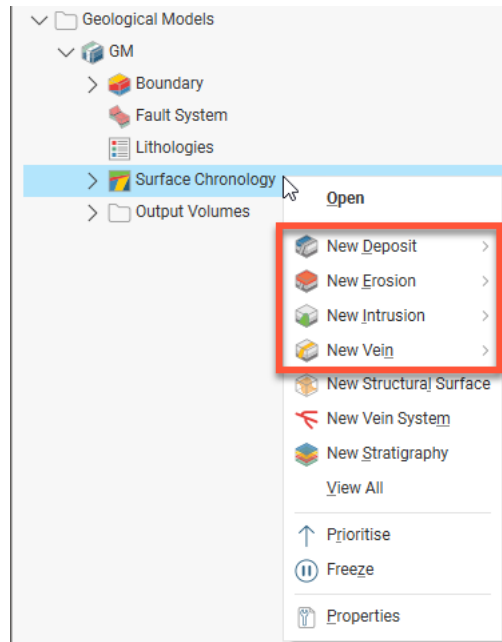 Geological Models
GM
Boundary
Fault System
Lithologies
Surface Chronology
Output Volumes
Open
New Deposit
New Erosion
New Intrusion
New Vein
New Structural Surface
New Vein System
New Stratigraphy
View All
Prioritise
Freeze
Properties